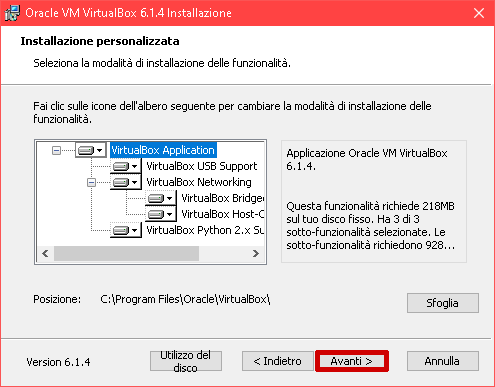 Oracle VM VirtualBox 6.1.4 Installazione
Installazione personalizzata
Seleziona la modalità di installazione delle funzionalità.
Fai clic sulle icone dell'albero seguente per cambiare la modalità di installazione delle
funzionalità.
VirtualBox Application
VirtualBox USB Support
VirtualBox Networking
VirtualBox Bridged
VirtualBox Host-O
VirtualBox Python 2.x Su
Applicazione Oracle VM VirtualBox
6.1.4.
Questa funzionalità richiede 218MB
sul tuo disco fisso. Ha 3 di 3
sotto-funzionalità selezionate. Le
sotto-funzionalità richiedono 928...
Posizione: C:\Program Files\Oracle\VirtualBox\
Sfoglia
Version 6.1.4
Utilizzo del
disco
< Indietro
Avanti >
Annulla